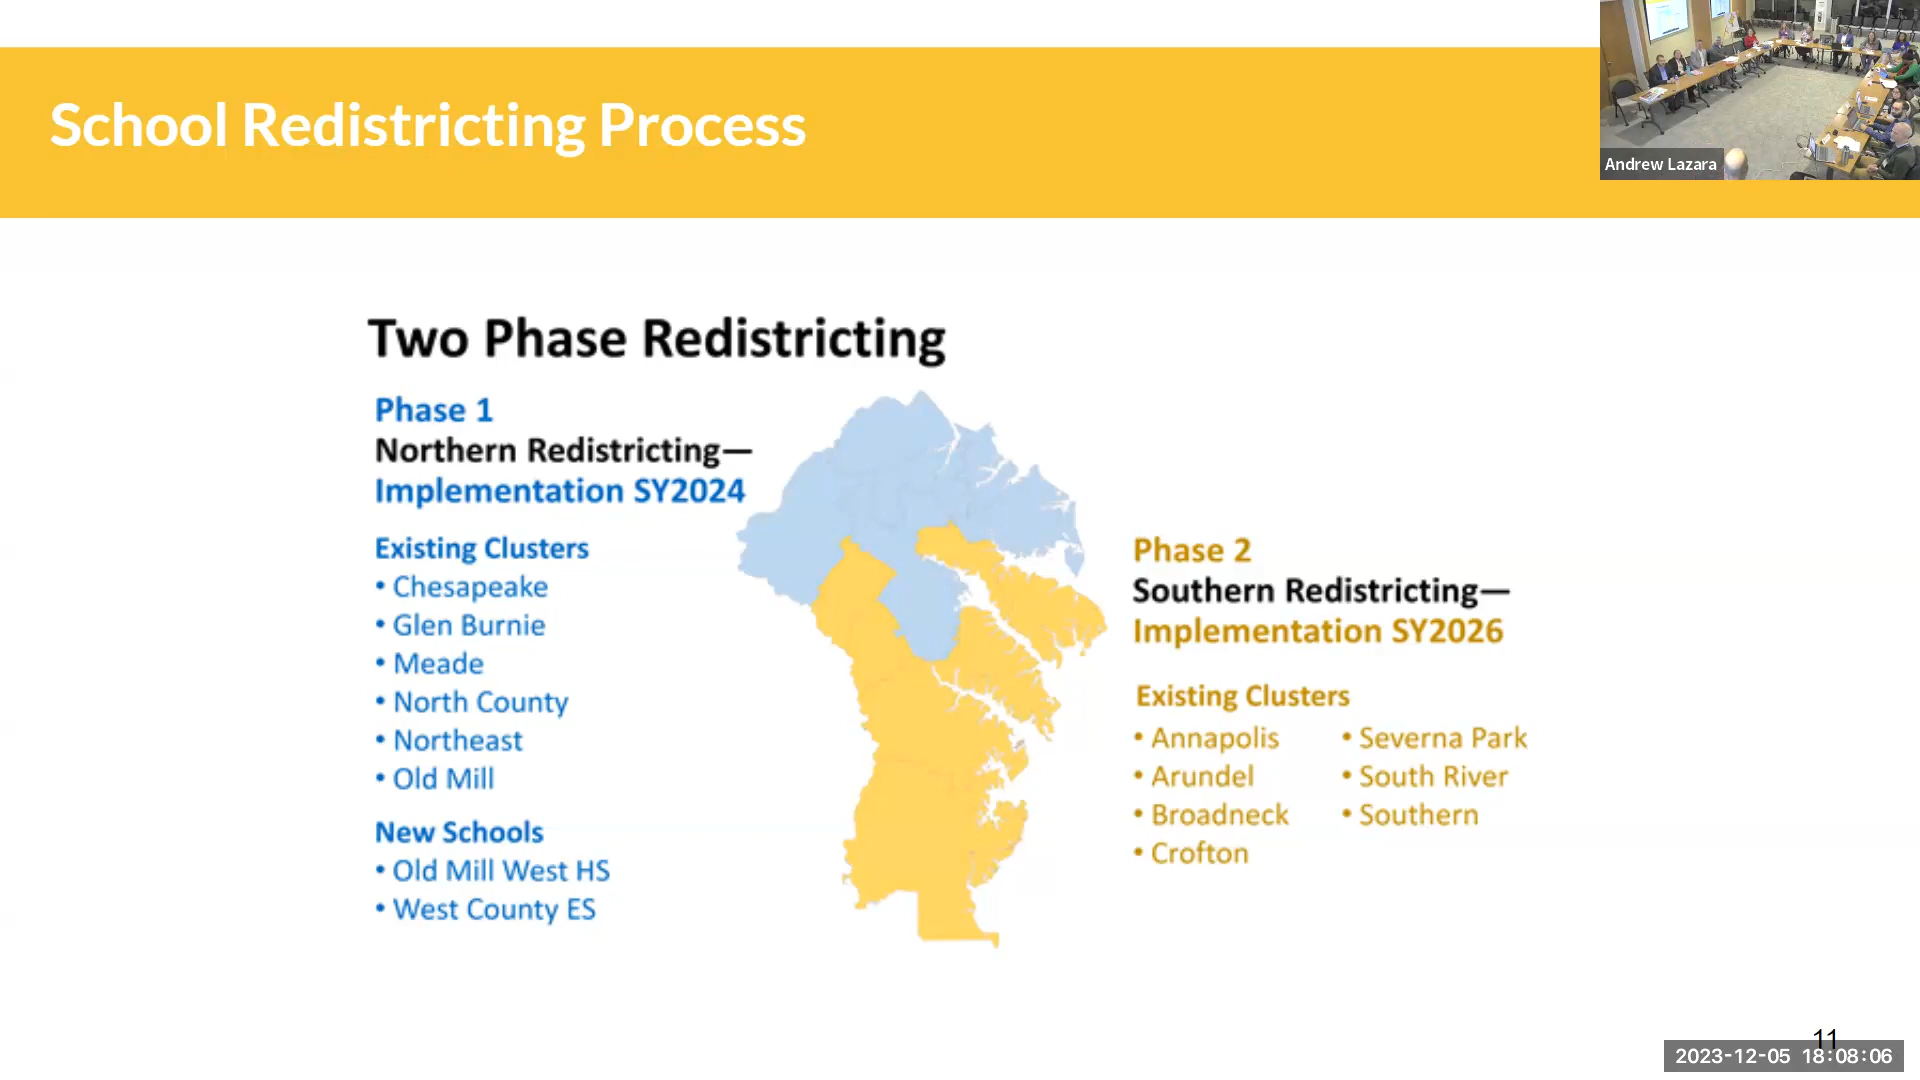 School Redistricting Process
Andrew Lazara
Two Phase Redistricting
Phase 1
Northern Redistricting—
Implementation SY2024
Existing Clusters
• Chesapeake
• Glen Burnie
• Meade
• North County
• Northeast
• Old Mill
New Schools
• Old Mill West HS
• West County ES
Phase 2
Southern Redistricting—
Implementation SY2026
Existing Clusters
• Annapolis
• Arundel
• Broadneck
• Crofton
• Severna Park
• South River
• Southern
11
2023-12-05 18:08:06